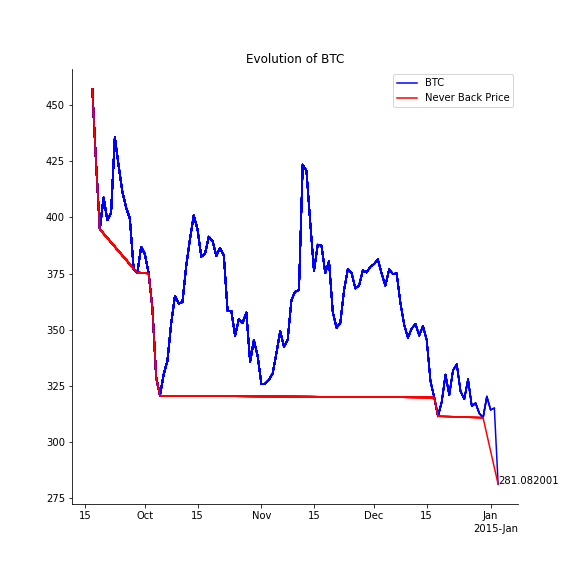 Evolution of BTC
BTC
Never Back Price
450
425
400
375
350
325
300
275
281.082001
15
Oct
15
Nov
15
Dec
15
Jan
2015-Jan